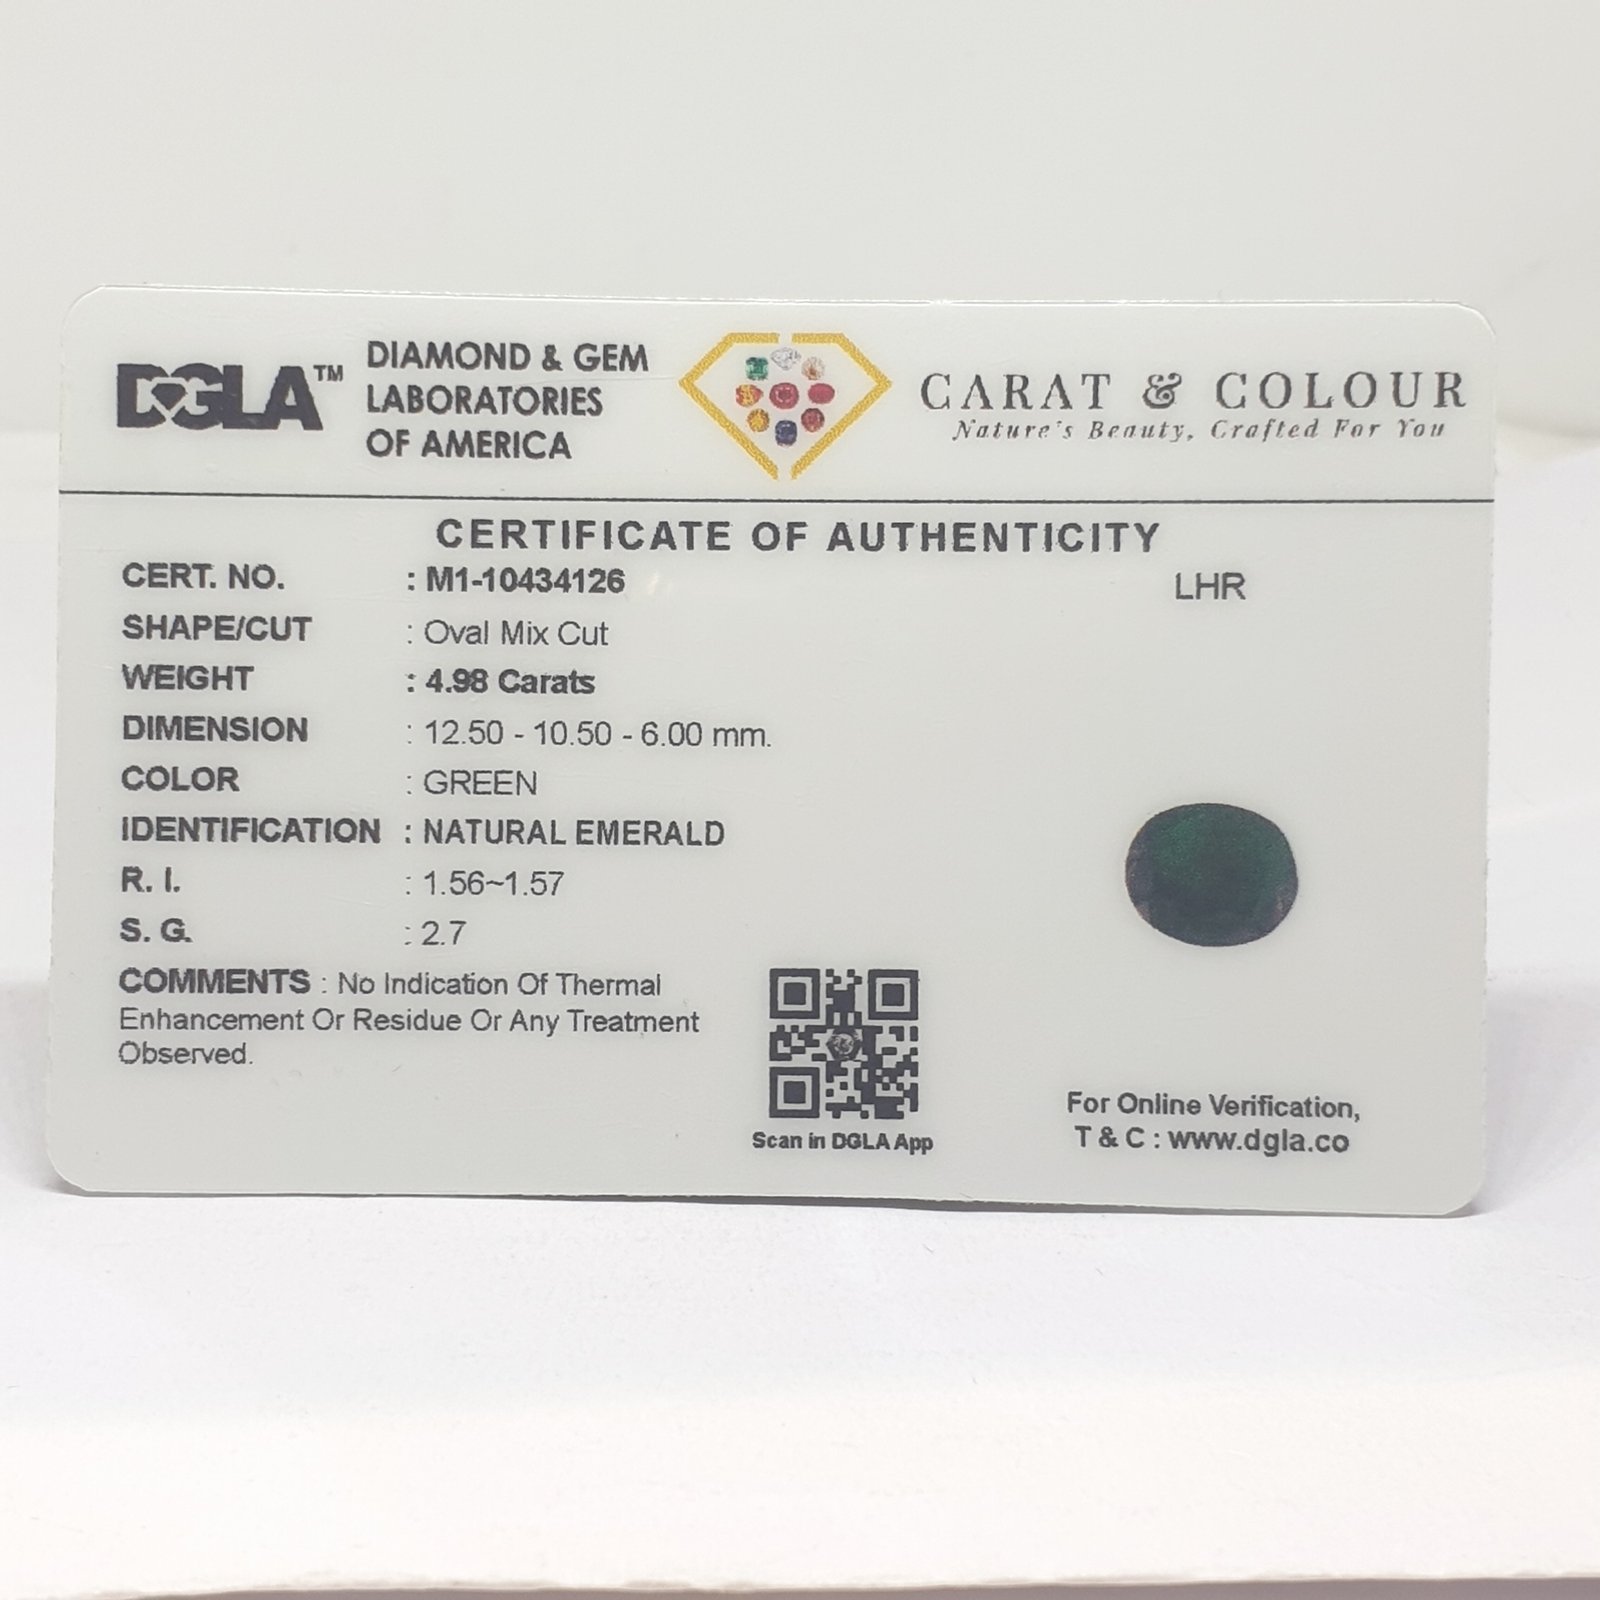 DGLA™
DIAMOND & GEM
LABORATORIES
OF AMERICA
CARAT & COLOUR
Nature's Beauty, Crafted For You
CERTIFICATE OF AUTHENTICITY
CERT. NO. : M1-10434126
LHR
SHAPE/CUT : Oval Mix Cut
WEIGHT : 4.98 Carats
DIMENSION : 12.50 - 10.50 - 6.00 mm.
COLOR : GREEN
IDENTIFICATION : NATURAL EMERALD
R. I. : 1.56~1.57
S. G. : 2.7
COMMENTS : No Indication Of Thermal
Enhancement Or Residue Or Any Treatment
Observed.
Scan in DGLA App
For Online Verification,
T & C : www.dgla.co